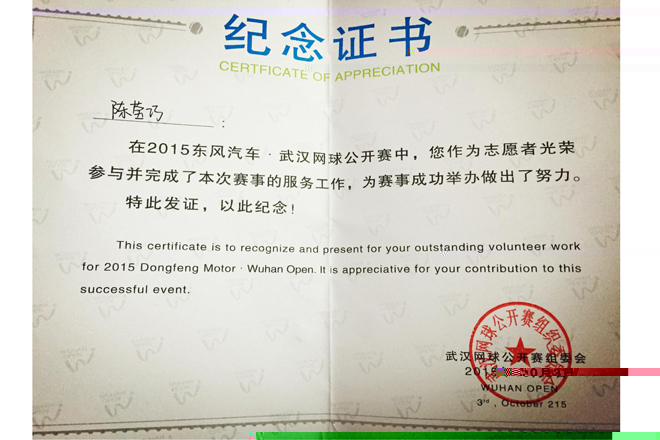 纪念证书
CERTFICATE OF APPRECIATION
陈莹巧:
在2015东风汽车·武汉网球公开赛中,您作为志愿者光荣
参与并完成了本次赛事的服务工作,为赛事成功举办做出了努力。
特此发证,以此纪念!
This certificate is to recognize and present for your outstanding volunteer work
for 2015 Dongfeng Motor · Wuhan Open. It is appreciative for your contribution to this
successful event.
武汉网球公开赛组委会
WUHAN OPEN
3rd, October 215